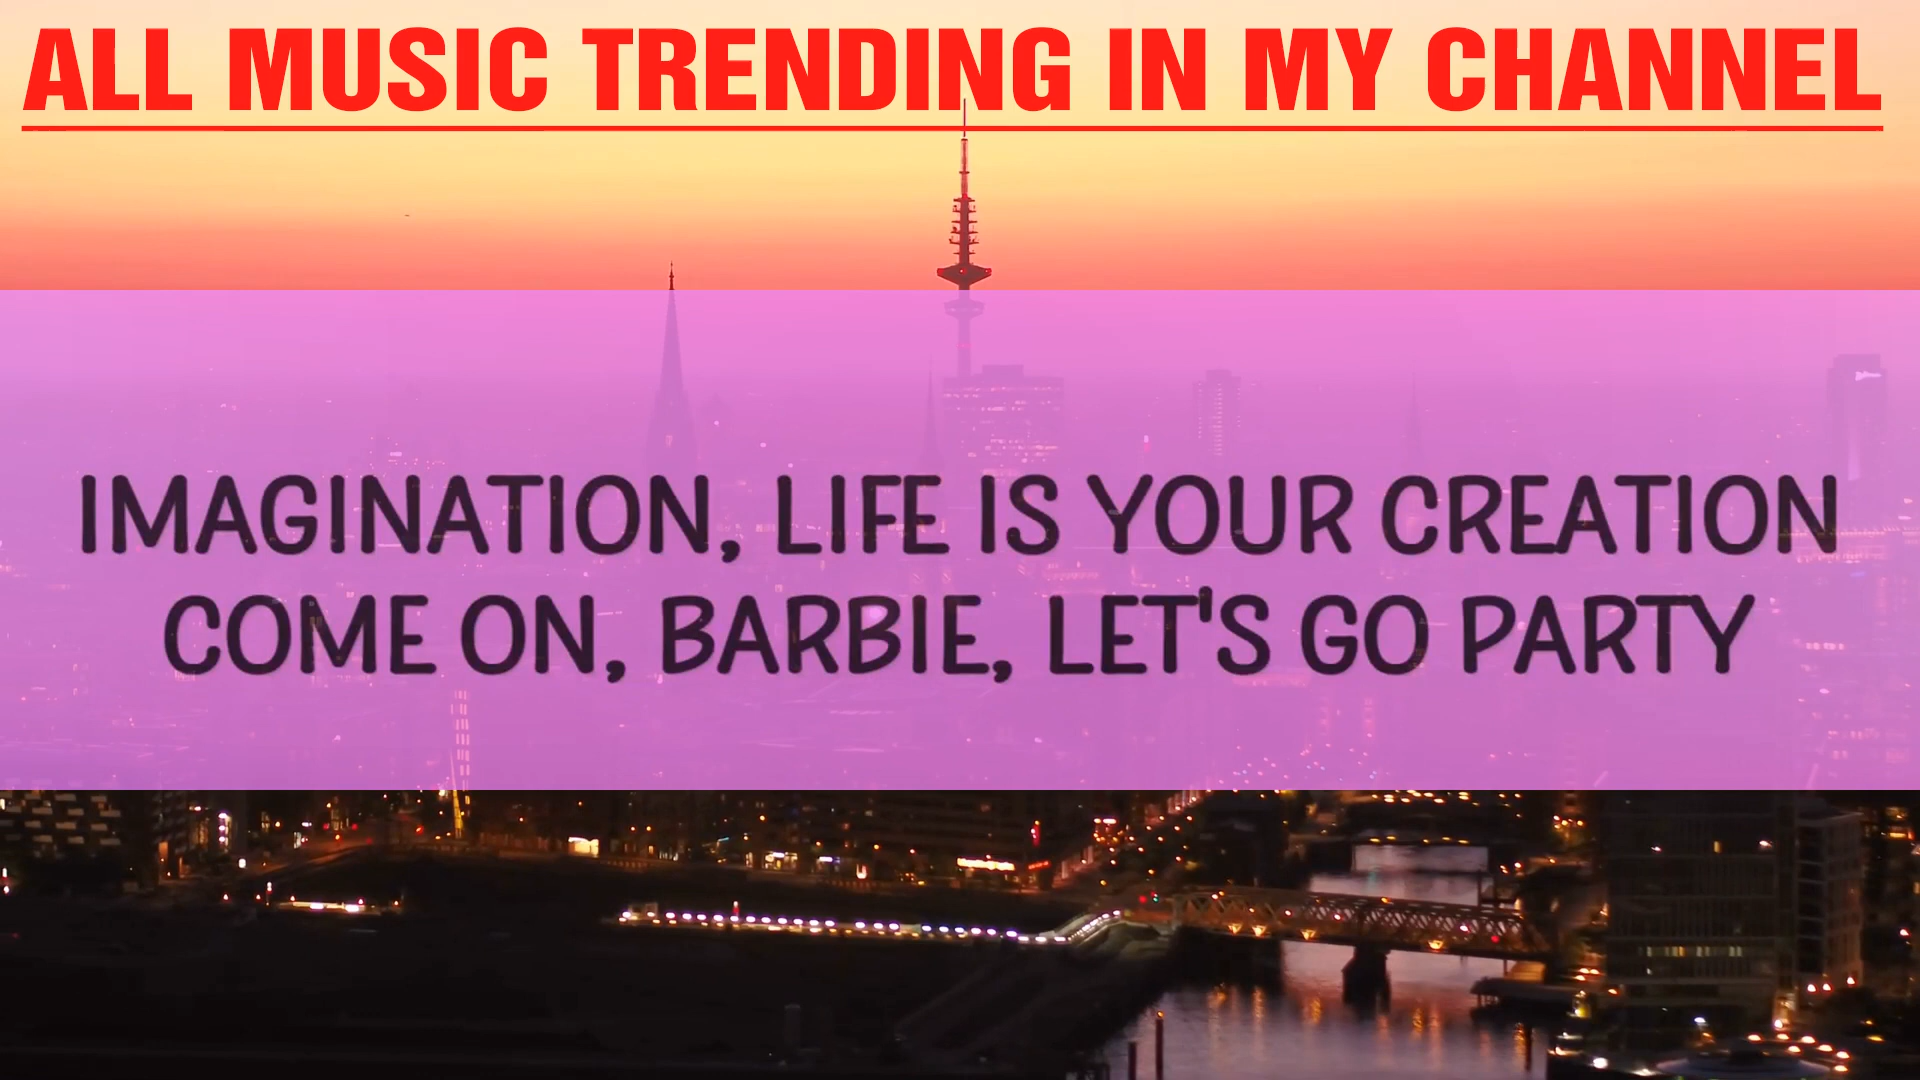 ALL MUSIC TRENDING IN MY CHANNEL
IMAGINATION, LIFE IS YOUR CREATION
COME ON, BARBIE, LET'S GO PARTY